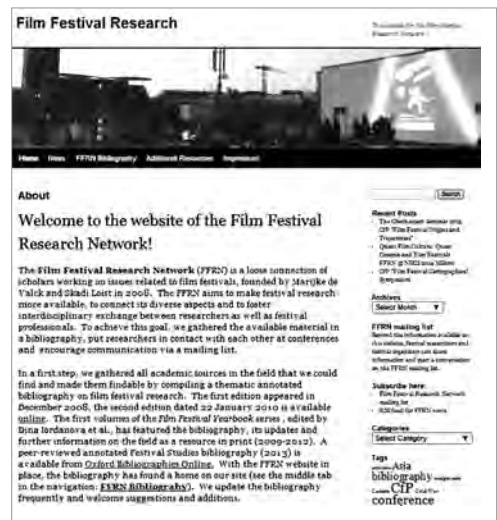 Film Festival Research
Home News FFRN Bibliography Additional Resources Impressum
About
Welcome to the website of the Film Festival
Research Network!
The Film Festival Research Network (FFRN) is a loose connection of
scholars working on issues related to film festivals, founded by Marijke de
Valck and Skadi Loist in 2008. The FFRN aims to make festival research
more available, to connect its diverse aspects and to foster
interdisciplinary exchange between researchers as well as festival
professionals. To achieve this goal, we gathered the available material in
a bibliography, put researchers in contact with each other at conferences
and encourage communication via a mailing list.
In a first step, we gathered all academic sources in the field that we could
find and made them findable by compiling a thematic annotated
bibliography on film festival research. The first edition appeared in
December 2008, the second edition dated 22 January 2010 is available
online. The first volumes of the Film Festival Yearbook series, edited by
Dina Iordanova et al., has featured the bibliography, its updates and
further information on the field as a resource in print (2009-2012). A
peer-reviewed annotated Festival Studies bibliography (2013) is
available from Oxford Bibliographies Online. With the FFRN website in
place, the bibliography has found a home on our site (see the middle tab
in the navigation: FFRN Bibliography). We update the bibliography
frequently and welcome suggestions and additions.
Search
Recent Posts
Archives
Select Month
FFRN mailing list
Subscribe here:
Film Festival Research Network
mailing list
RSS feed for FFRN news
Categories
Select Category
Tags
Asia
bibliography
CfP
conference